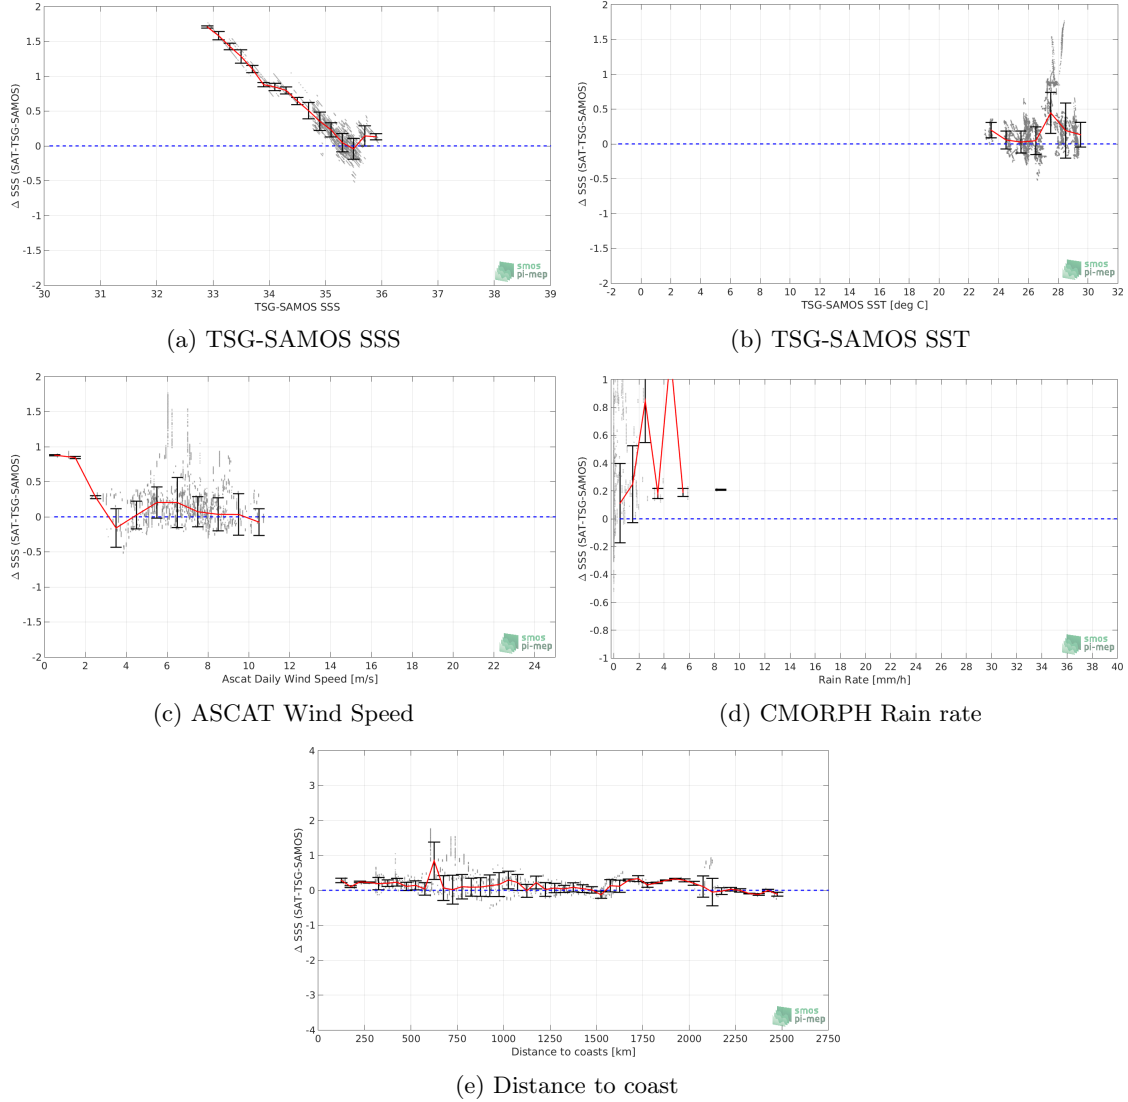 2
1.5
1
0.5
0
-0.5
-1
-1.5
-2
Δ SSS (SAT-TSG-SAMOS)
30 31 32 33 34 35 36 37 38 39
TSG-SAMOS SSS
smos
pi-mep
(a) TSG-SAMOS SSS
2
1.5
1
0.5
0
-0.5
-1
-1.5
-2
Δ SSS (SAT-TSG-SAMOS)
-2 0 2 4 6 8 10 12 14 16 18 20 22 24 26 28 30 32
TSG-SAMOS SST [deg C]
smos
pi-mep
(b) TSG-SAMOS SST
2
1.5
1
0.5
0
-0.5
-1
-1.5
-2
Δ SSS (SAT-TSG-SAMOS)
0 2 4 6 8 10 12 14 16 18 20 22 24
Ascat Daily Wind Speed [m/s]
smos
pi-mep
(c) ASCAT Wind Speed
1
0.8
0.6
0.4
0.2
0
-0.2
-0.4
-0.6
-0.8
-1
Δ SSS (SAT-TSG-SAMOS)
0 2 4 6 8 10 12 14 16 18 20 22 24 26 28 30 32 34 36 38 40
Rain Rate [mm/h]
smos
pi-mep
(d) CMORPH Rain rate
4
3
2
1
0
-1
-2
-3
-4
Δ SSS (SAT-TSG-SAMOS)
0 250 500 750 1000 1250 1500 1750 2000 2250 2500 2750
Distance to coasts [km]
smos
pi-mep
(e) Distance to coast